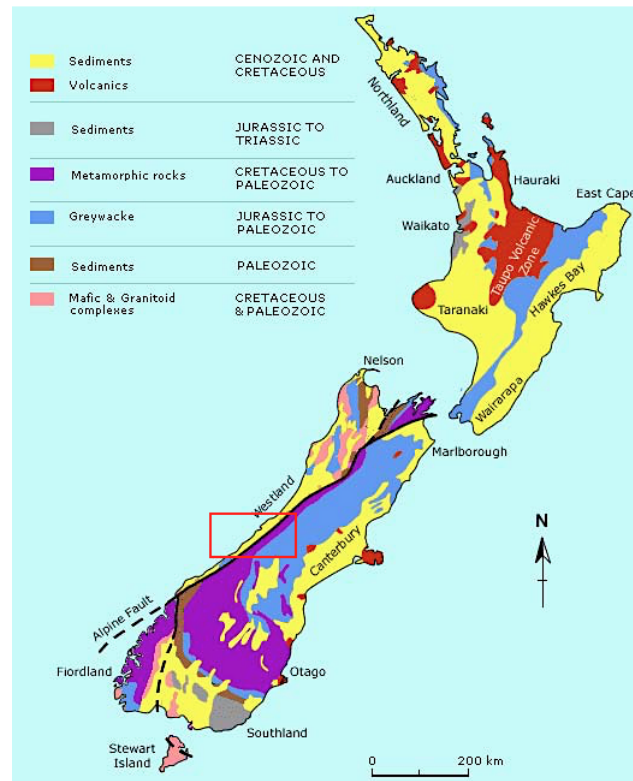 Sediments CENOZOIC AND
CRETACEOUS
Volcanics
Sediments JURASSIC TO
TRIASSIC
Metamorphic rocks CRETACEOUS TO
PALEOZOIC
Greywacke JURASSIC TO
PALEOZOIC
Sediments PALEOZOIC
Mafic & Granitoid
complexes CRETACEOUS
& PALEOZOIC
Northland
Auckland
Hauraki
East Cape
Waikato
Taupo Volcanic
Zone
Hawkes Bay
Taranaki
Wairarapa
Nelson
Marlborough
Westland
N
Canterbury
Alpine Fault
Fiordland
Otago
Southland
Stewart
Island
0 200 km